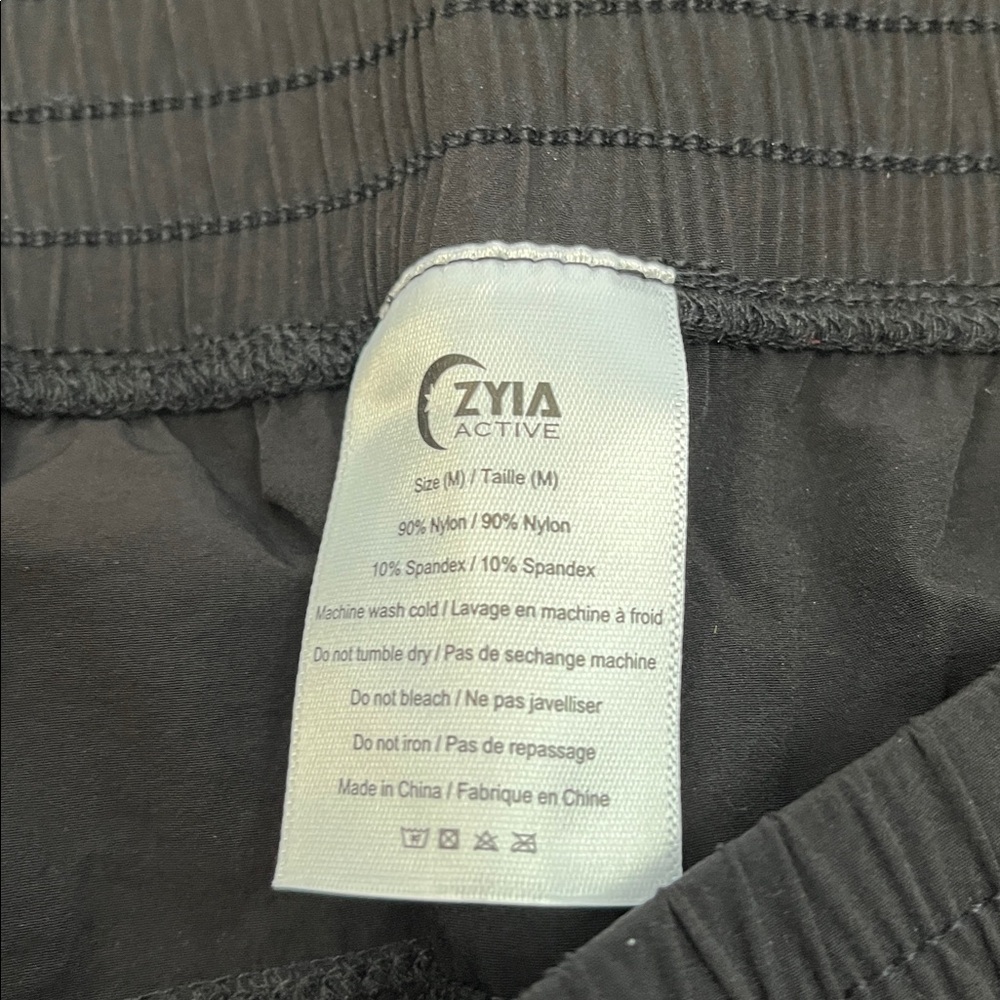 ZYIA
ACTIVE
Size (M) / Taille (M)
90% Nylon / 90% Nylon
10% Spandex / 10% Spandex
Machine wash cold / Lavage en machine à froid
Do not tumble dry / Pas de sechange machine
Do not bleach / Ne pas javelliser
Do not iron / Pas de repassage
Made in China / Fabrique en Chine